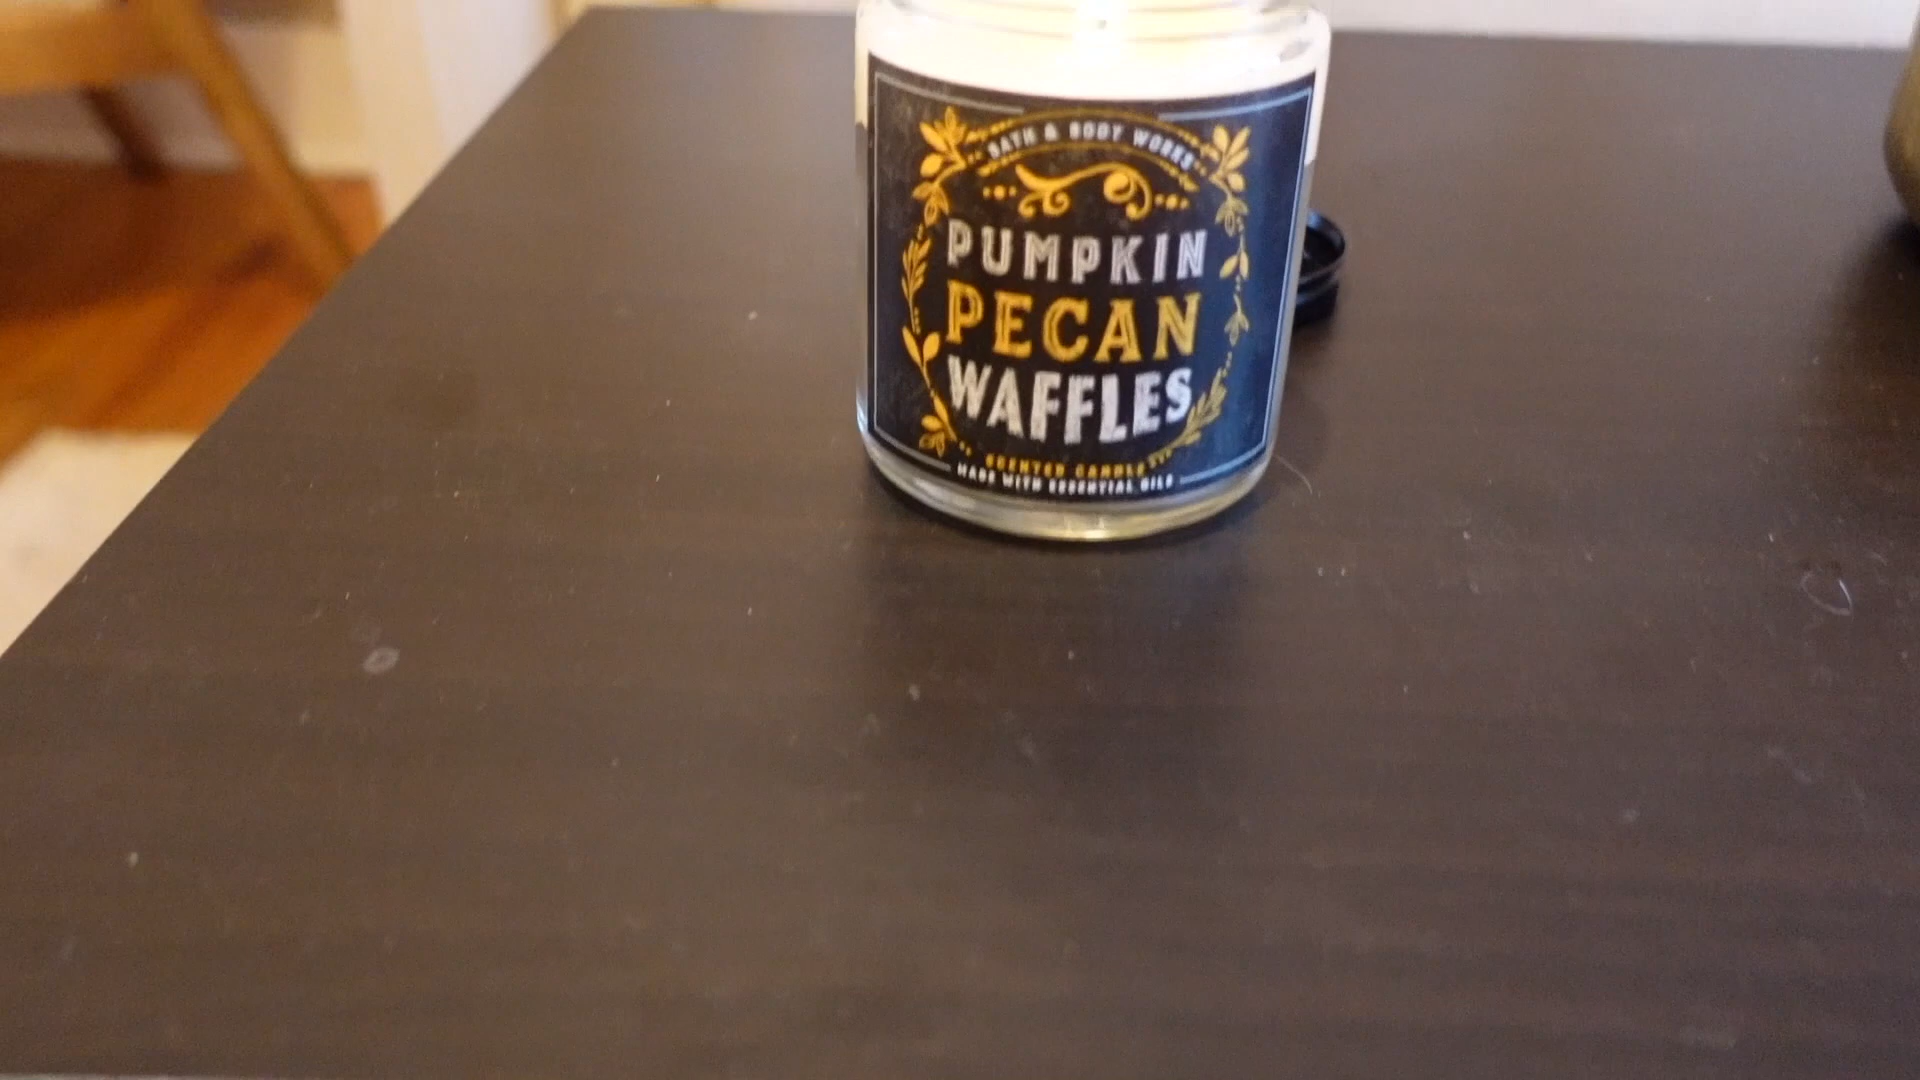 BATH & BODY WORKS
PUMPKIN
PECAN
WAFFLES
SCENTED CANDLE
MADE WITH ESSENTIAL OILS